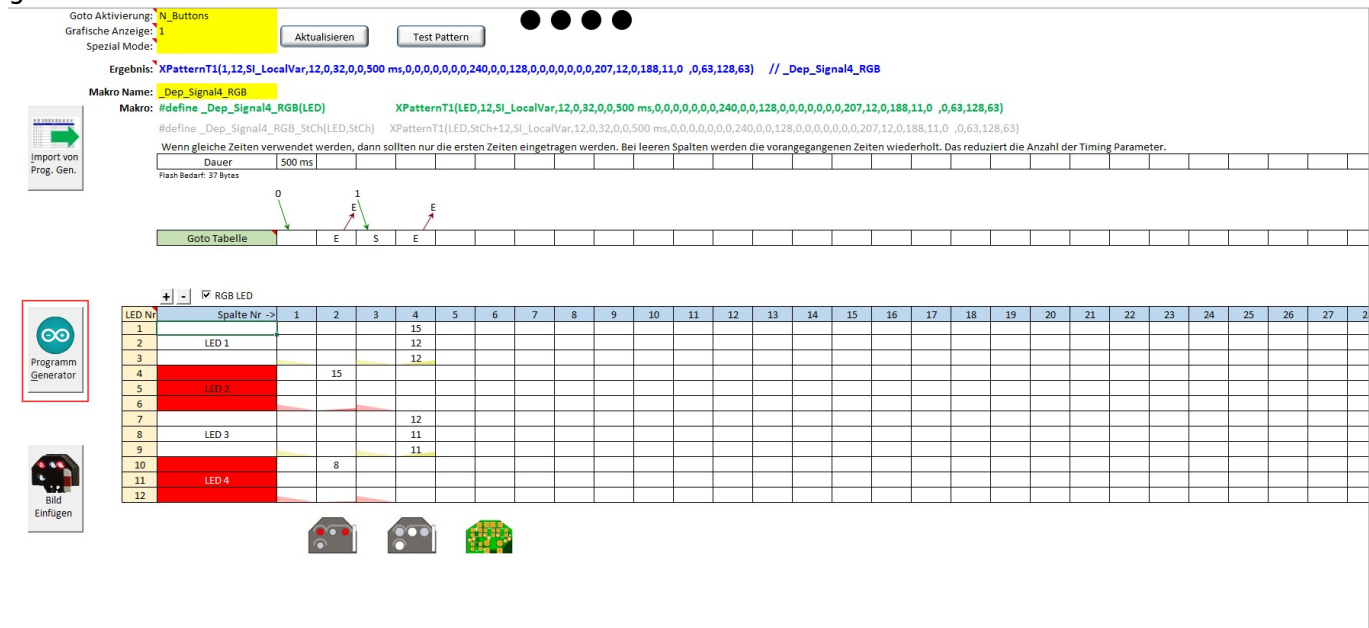 Goto Aktivierung: N_Buttons
Grafische Anzeige: 1
Spezial Mode:
Aktualisieren
Test Pattern
Ergebnis: XPatternT1(1,12,SI_LocalVar,12,0,32,0,0,500 ms,0,0,0,0,0,0,240,0,0,128,0,0,0,0,0,0,207,12,0,188,11,0 ,0,63,128,63) // _Dep_Signal4_RGB
Makro Name: _Dep_Signal4_RGB
Makro: #define _Dep_Signal4_RGB(LED) XPatternT1(LED,12,SI_LocalVar,12,0,32,0,0,500 ms,0,0,0,0,0,0,240,0,0,128,0,0,0,0,0,0,207,12,0,188,11,0 ,0,63,128,63)
#define _Dep_Signal4_RGB_StCh(LED,StCh) XPatternT1(LED,StCh+12,SI_LocalVar,12,0,32,0,0,500 ms,0,0,0,0,0,0,240,0,0,128,0,0,0,0,0,0,207,12,0,188,11,0 ,0,63,128,63)
Import von
Prog. Gen.
Wenn gleiche Zeiten verwendet werden, dann sollten nur die ersten Zeiten eingetragen werden. Bei leeren Spalten werden die vorangegangenen Zeiten wiederholt. Das reduziert die Anzahl der Timing Parameter.
Dauer 500 ms
Flash Bedarf: 37 Bytes
0 1
E E
Goto Tabelle E S E
+ - RGB LED
LED Nr Spalte Nr -> 1 2 3 4 5 6 7 8 9 10 11 12 13 14 15 16 17 18 19 20 21 22 23 24 25 26 27
1 15
2 LED 1 12
3 12
4 15
5 LED 2
6
7 12
8 LED 3 11
9 11
10 8
11 LED 4
12
Programm
Generator
Bild
Einfügen